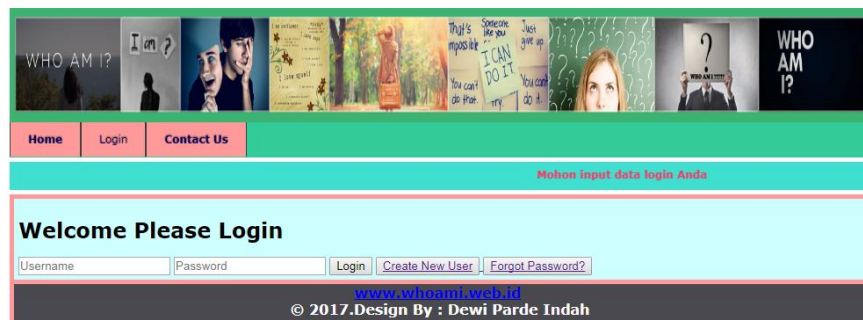 WHO AM I?
I am ?
That's impossible
Someone like you
Just give up
I CAN DO IT
You can't do that.
Try
You can't do it.
?
WHO AM I ?????
WHO
AM
I?
Home Login Contact Us
Mohon input data login Anda
Welcome Please Login
Username Password Login Create New User Forgot Password?
www.whoami.web.id
© 2017.Design By : Dewi Parde Indah